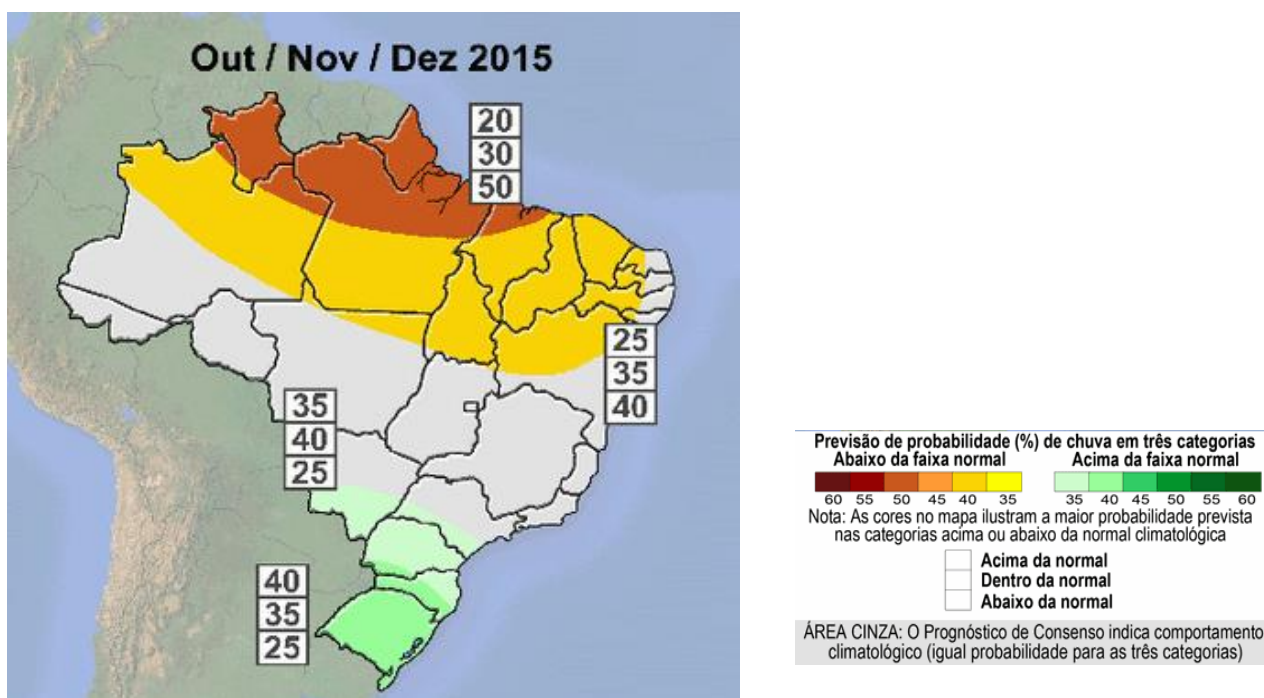 Out / Nov / Dez 2015
20
30
50
25
35
40
35
40
25
40
35
25
Previsão de probabilidade (%) de chuva em três categorias
Abaixo da faixa normal Acima da faixa normal
60 55 50 45 40 35 35 40 45 50 55 60
Nota: As cores no mapa ilustram a maior probabilidade prevista
nas categorias acima ou abaixo da normal climatológica
Acima da normal
Dentro da normal
Abaixo da normal
ÁREA CINZA: O Prognóstico de Consenso indica comportamento
climatológico (igual probabilidade para as três categorias)